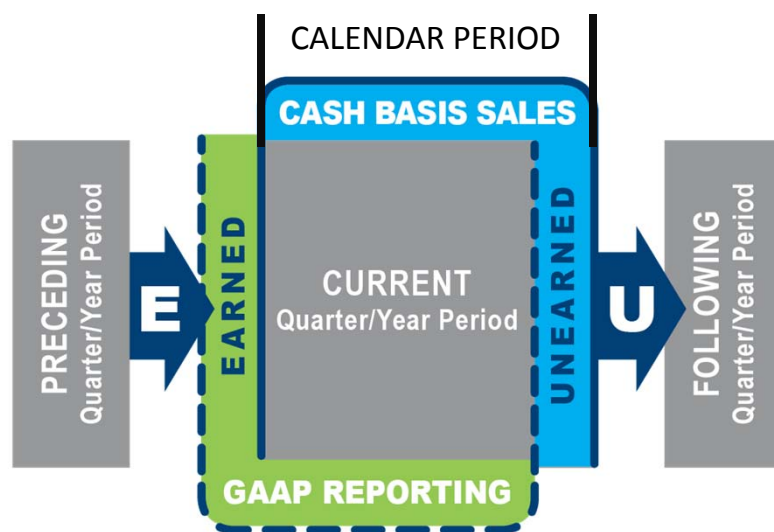 CALENDAR PERIOD
CASH BASIS SALES
PRECEDING
Quarter/Year Period
E
EARNED
CURRENT
Quarter/Year Period
UNEARNED
U
FOLLOWING
Quarter/Year Period
GAAP REPORTING